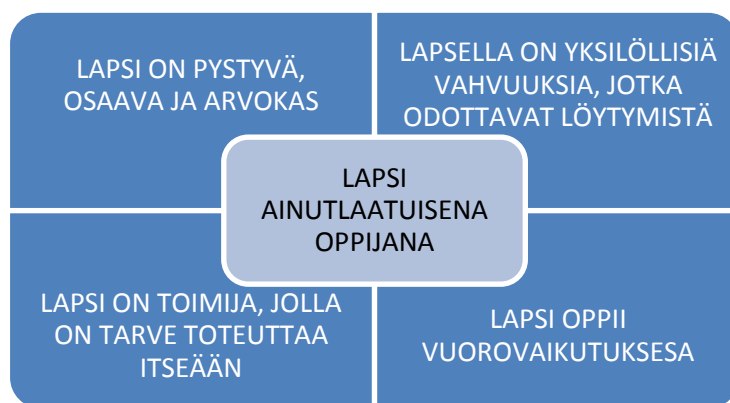 LAPSI ON PYSTYVÄ,
OSAAVA JA ARVOKAS
LAPSELLA ON YKSILÖLLISIÄ
VAHVUUKSIA, JOTKA
ODOTTAVAT LÖYTYMISTÄ
LAPSI
AINUTLAATUISENA
OPPIJANA
LAPSI ON TOIMIJA, JOLLA
ON TARVE TOTEUTTAA
ITSEÄÄN
LAPSI OPPII
VUOROVAIKUTUKSESA